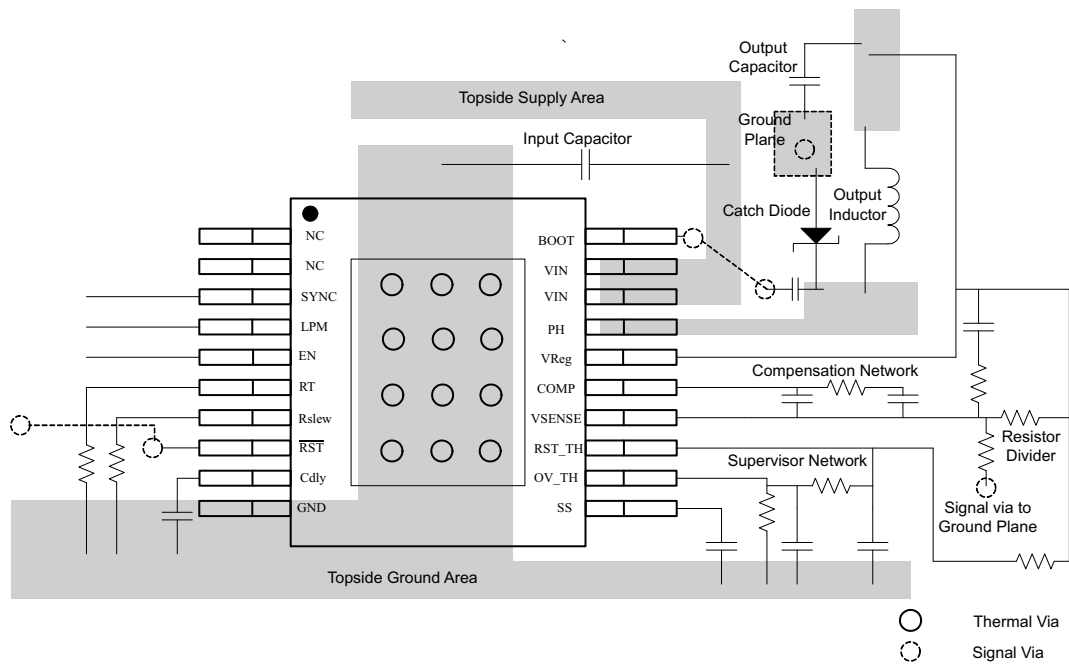 `
Output
Capacitor
Topside Supply Area
Ground
Plane
Input Capacitor
Catch Diode
Output
Inductor
NC
NC
SYNC
LPM
EN
RT
Rslew
RST
Cdly
GND
BOOT
VIN
VIN
PH
VReg
COMP
VSENSE
RST_TH
OV_TH
SS
Compensation Network
Resistor
Divider
Supervisor Network
Signal via to
Ground Plane
Topside Ground Area
Thermal Via
Signal Via